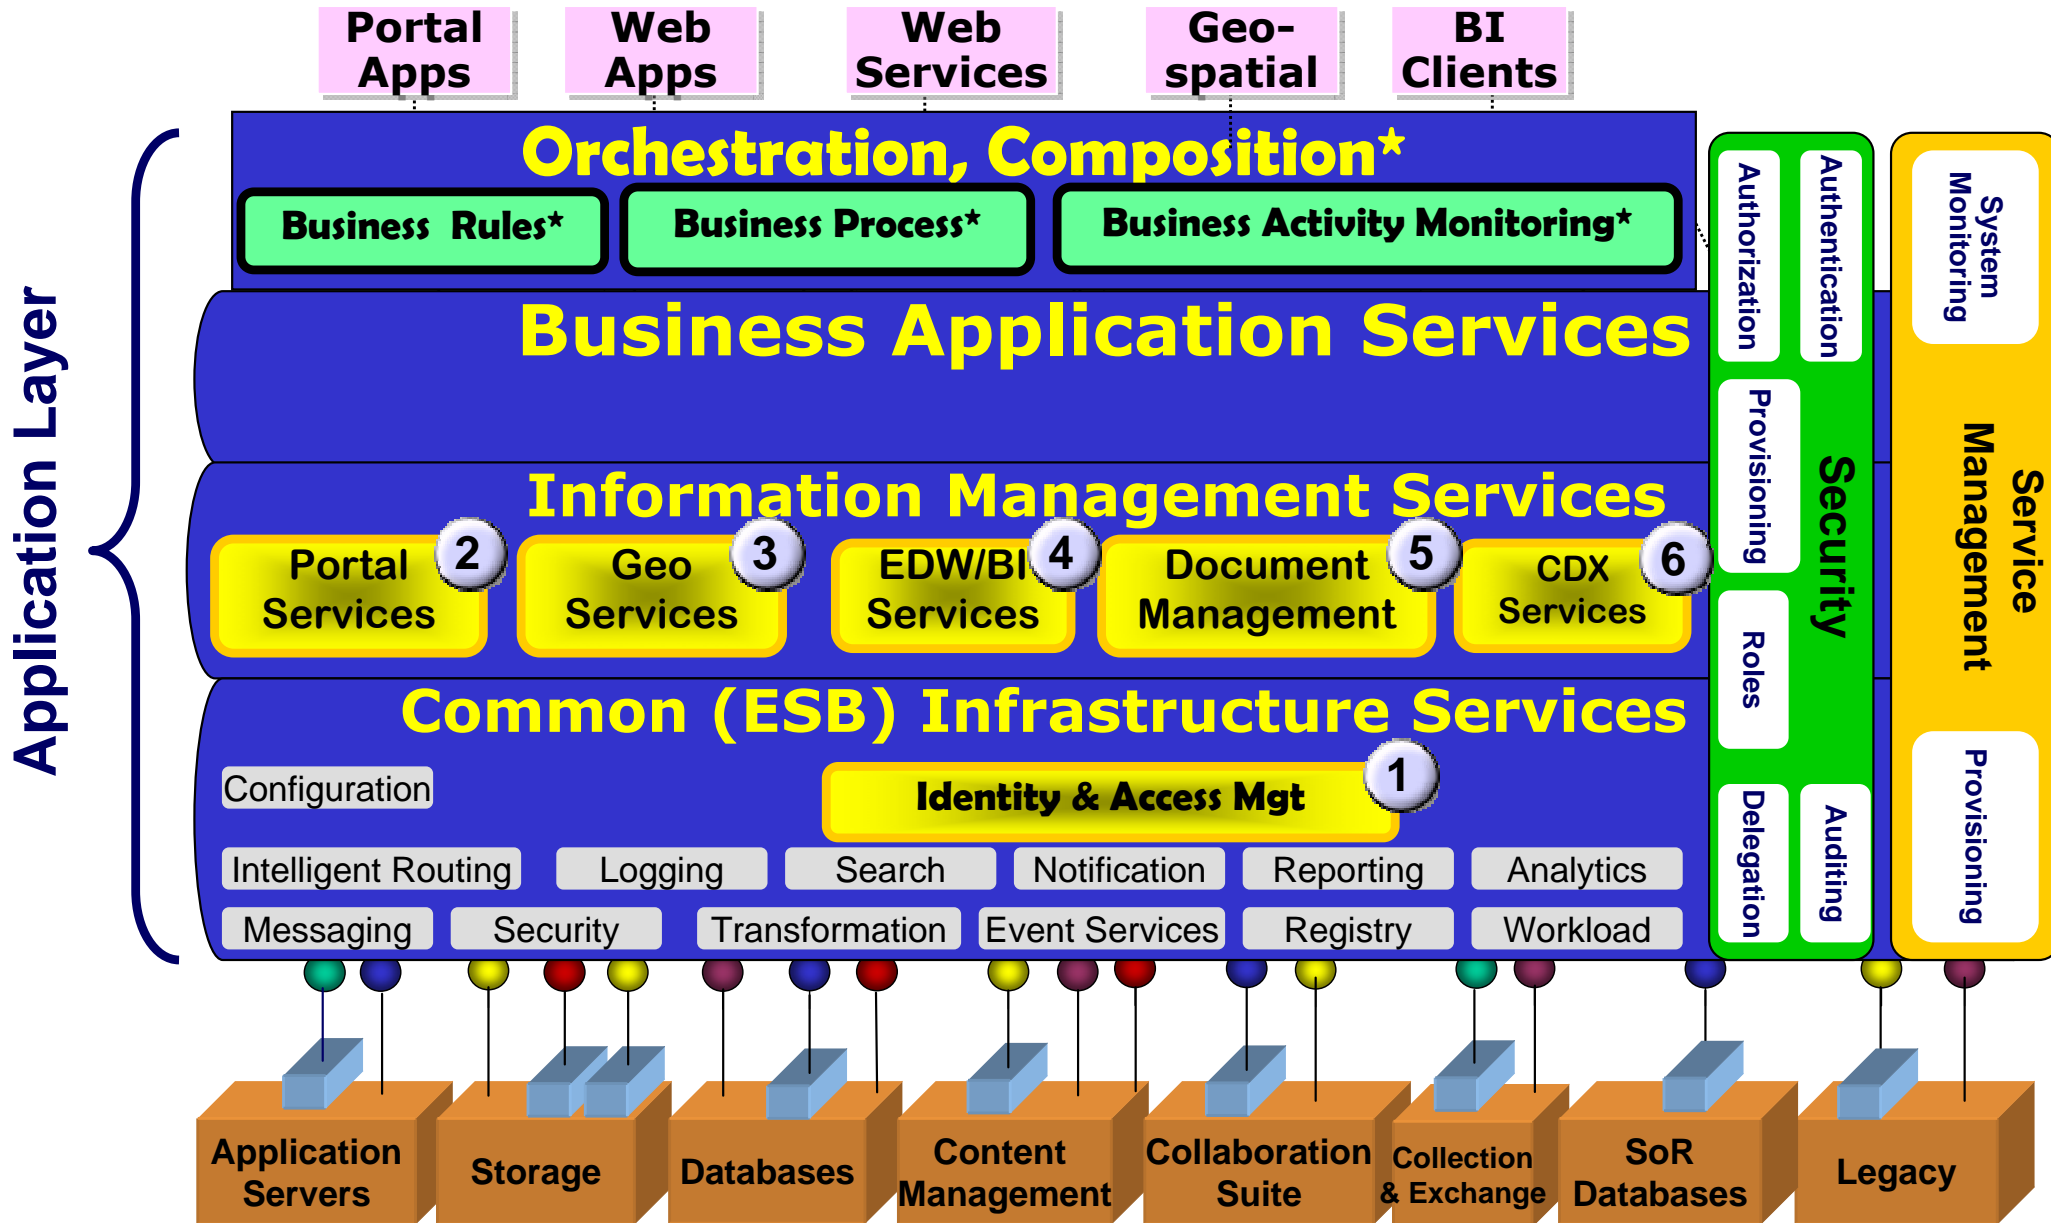 Portal
Apps
Web
Apps
Web
Services
Geo-
spatial
BI
Clients
Application Layer
Orchestration, Composition*
Business  Rules*
Business Process*
Business Activity Monitoring*
Business Application Services
Information Management Services
Portal
Services
2
Geo
Services
3
EDW/BI
Services
4
Document
Management
5
CDX
Services
6
Common (ESB) Infrastructure Services
Configuration
Identity & Access Mgt
1
Intelligent Routing
Logging
Search
Notification
Reporting
Analytics
Messaging
Security
Transformation
Event Services
Registry
Workload
Authorization
Authentication
Provisioning
Security
Roles
Delegation
Auditing
System
Monitoring
Service
Management
Provisioning
Application
Servers
Storage
Databases
Content
Management
Collaboration
Suite
Collection
& Exchange
SoR
Databases
Legacy